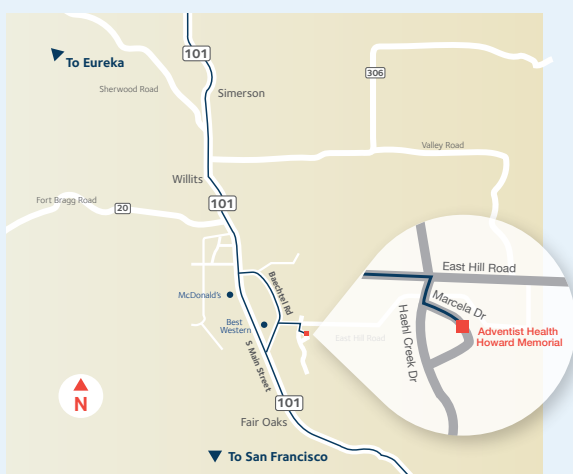 101
To Eureka
306
Sherwood Road
Simerson
Valley Road
Willits
Fort Bragg Road
101
20
East Hill Road
Baechtel Rd
McDonald's
Marcela Dr
Haehl Creek Dr
Best
Western
East Hill Road
Adventist Health
Howard Memorial
S Main Street
N
101
Fair Oaks
To San Francisco